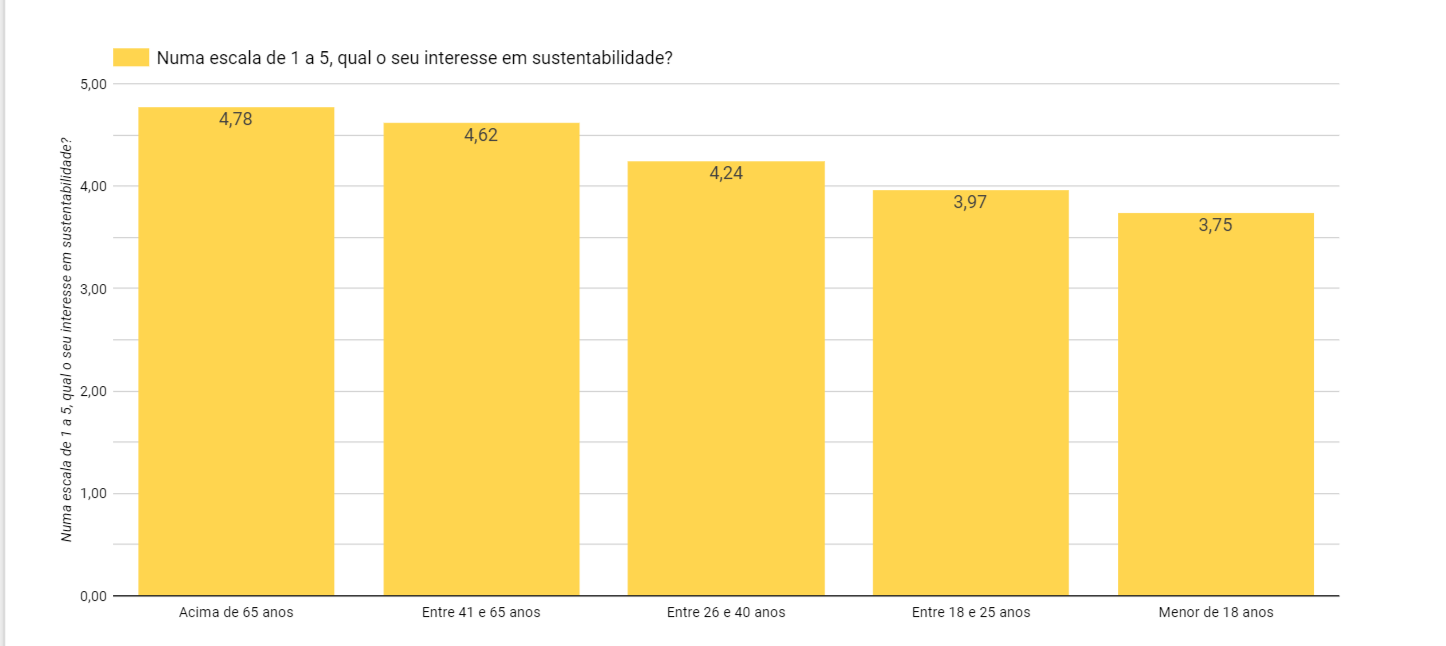 Numa escala de 1 a 5, qual o seu interesse em sustentabilidade?
Numa escala de 1 a 5, qual o seu interesse em sustentabilidade?
5,00
4,00
3,00
2,00
1,00
0,00
4,78
4,62
4,24
3,97
3,75
Acima de 65 anos
Entre 41 e 65 anos
Entre 26 e 40 anos
Entre 18 e 25 anos
Menor de 18 anos